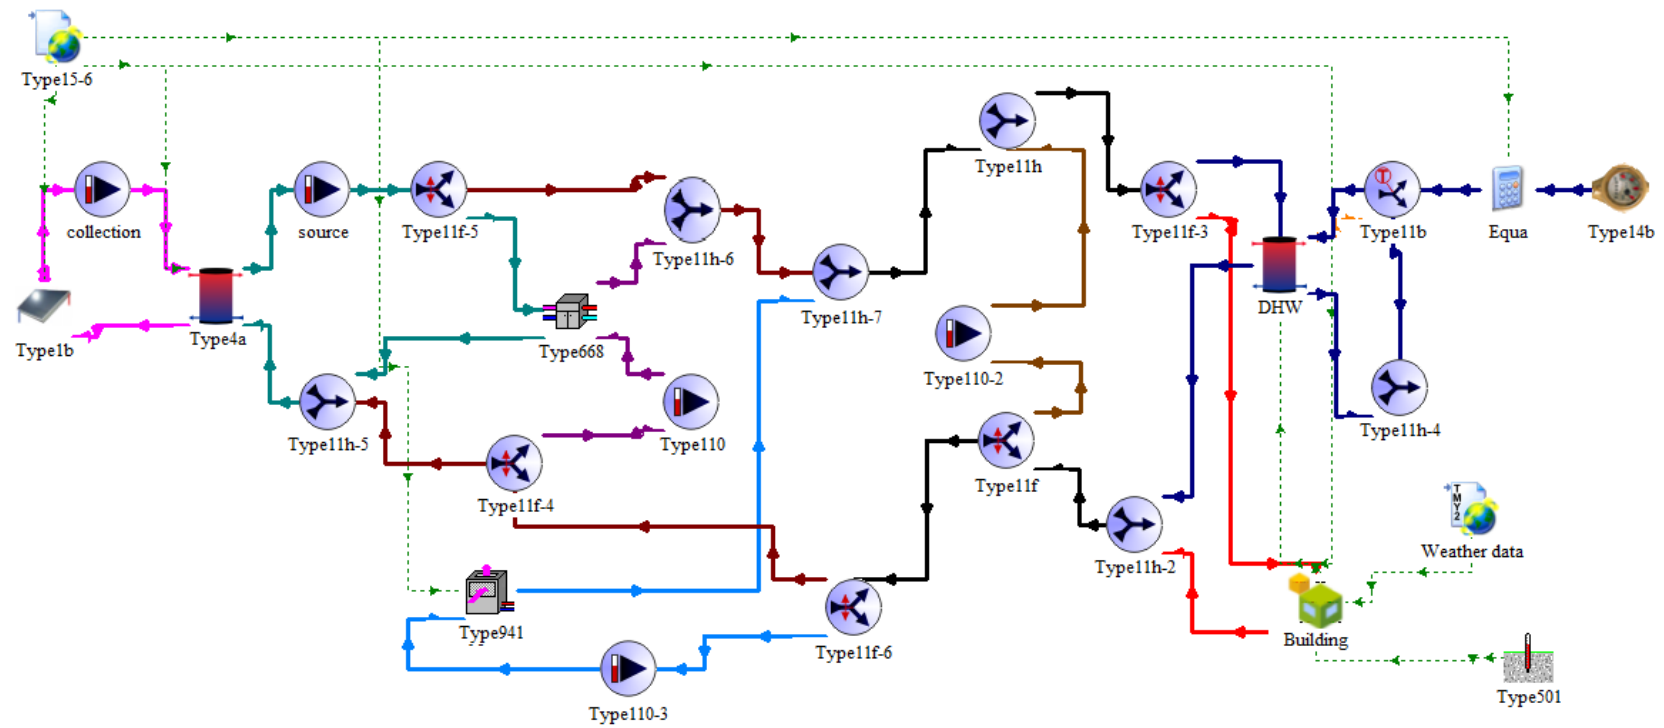 Type15-6
collection
source
Type11f-5
Type11h-6
Type11h
Type11f-3
Type11b
Equa
Type14b
Type1b
Type4a
Type668
Type11h-7
Type110-2
DHW
Type11h-5
Type110
Type11h-4
Type11f-4
Type11f
TMY2
Weather data
Type11h-2
Type941
Type11f-6
Building
Type110-3
Type501